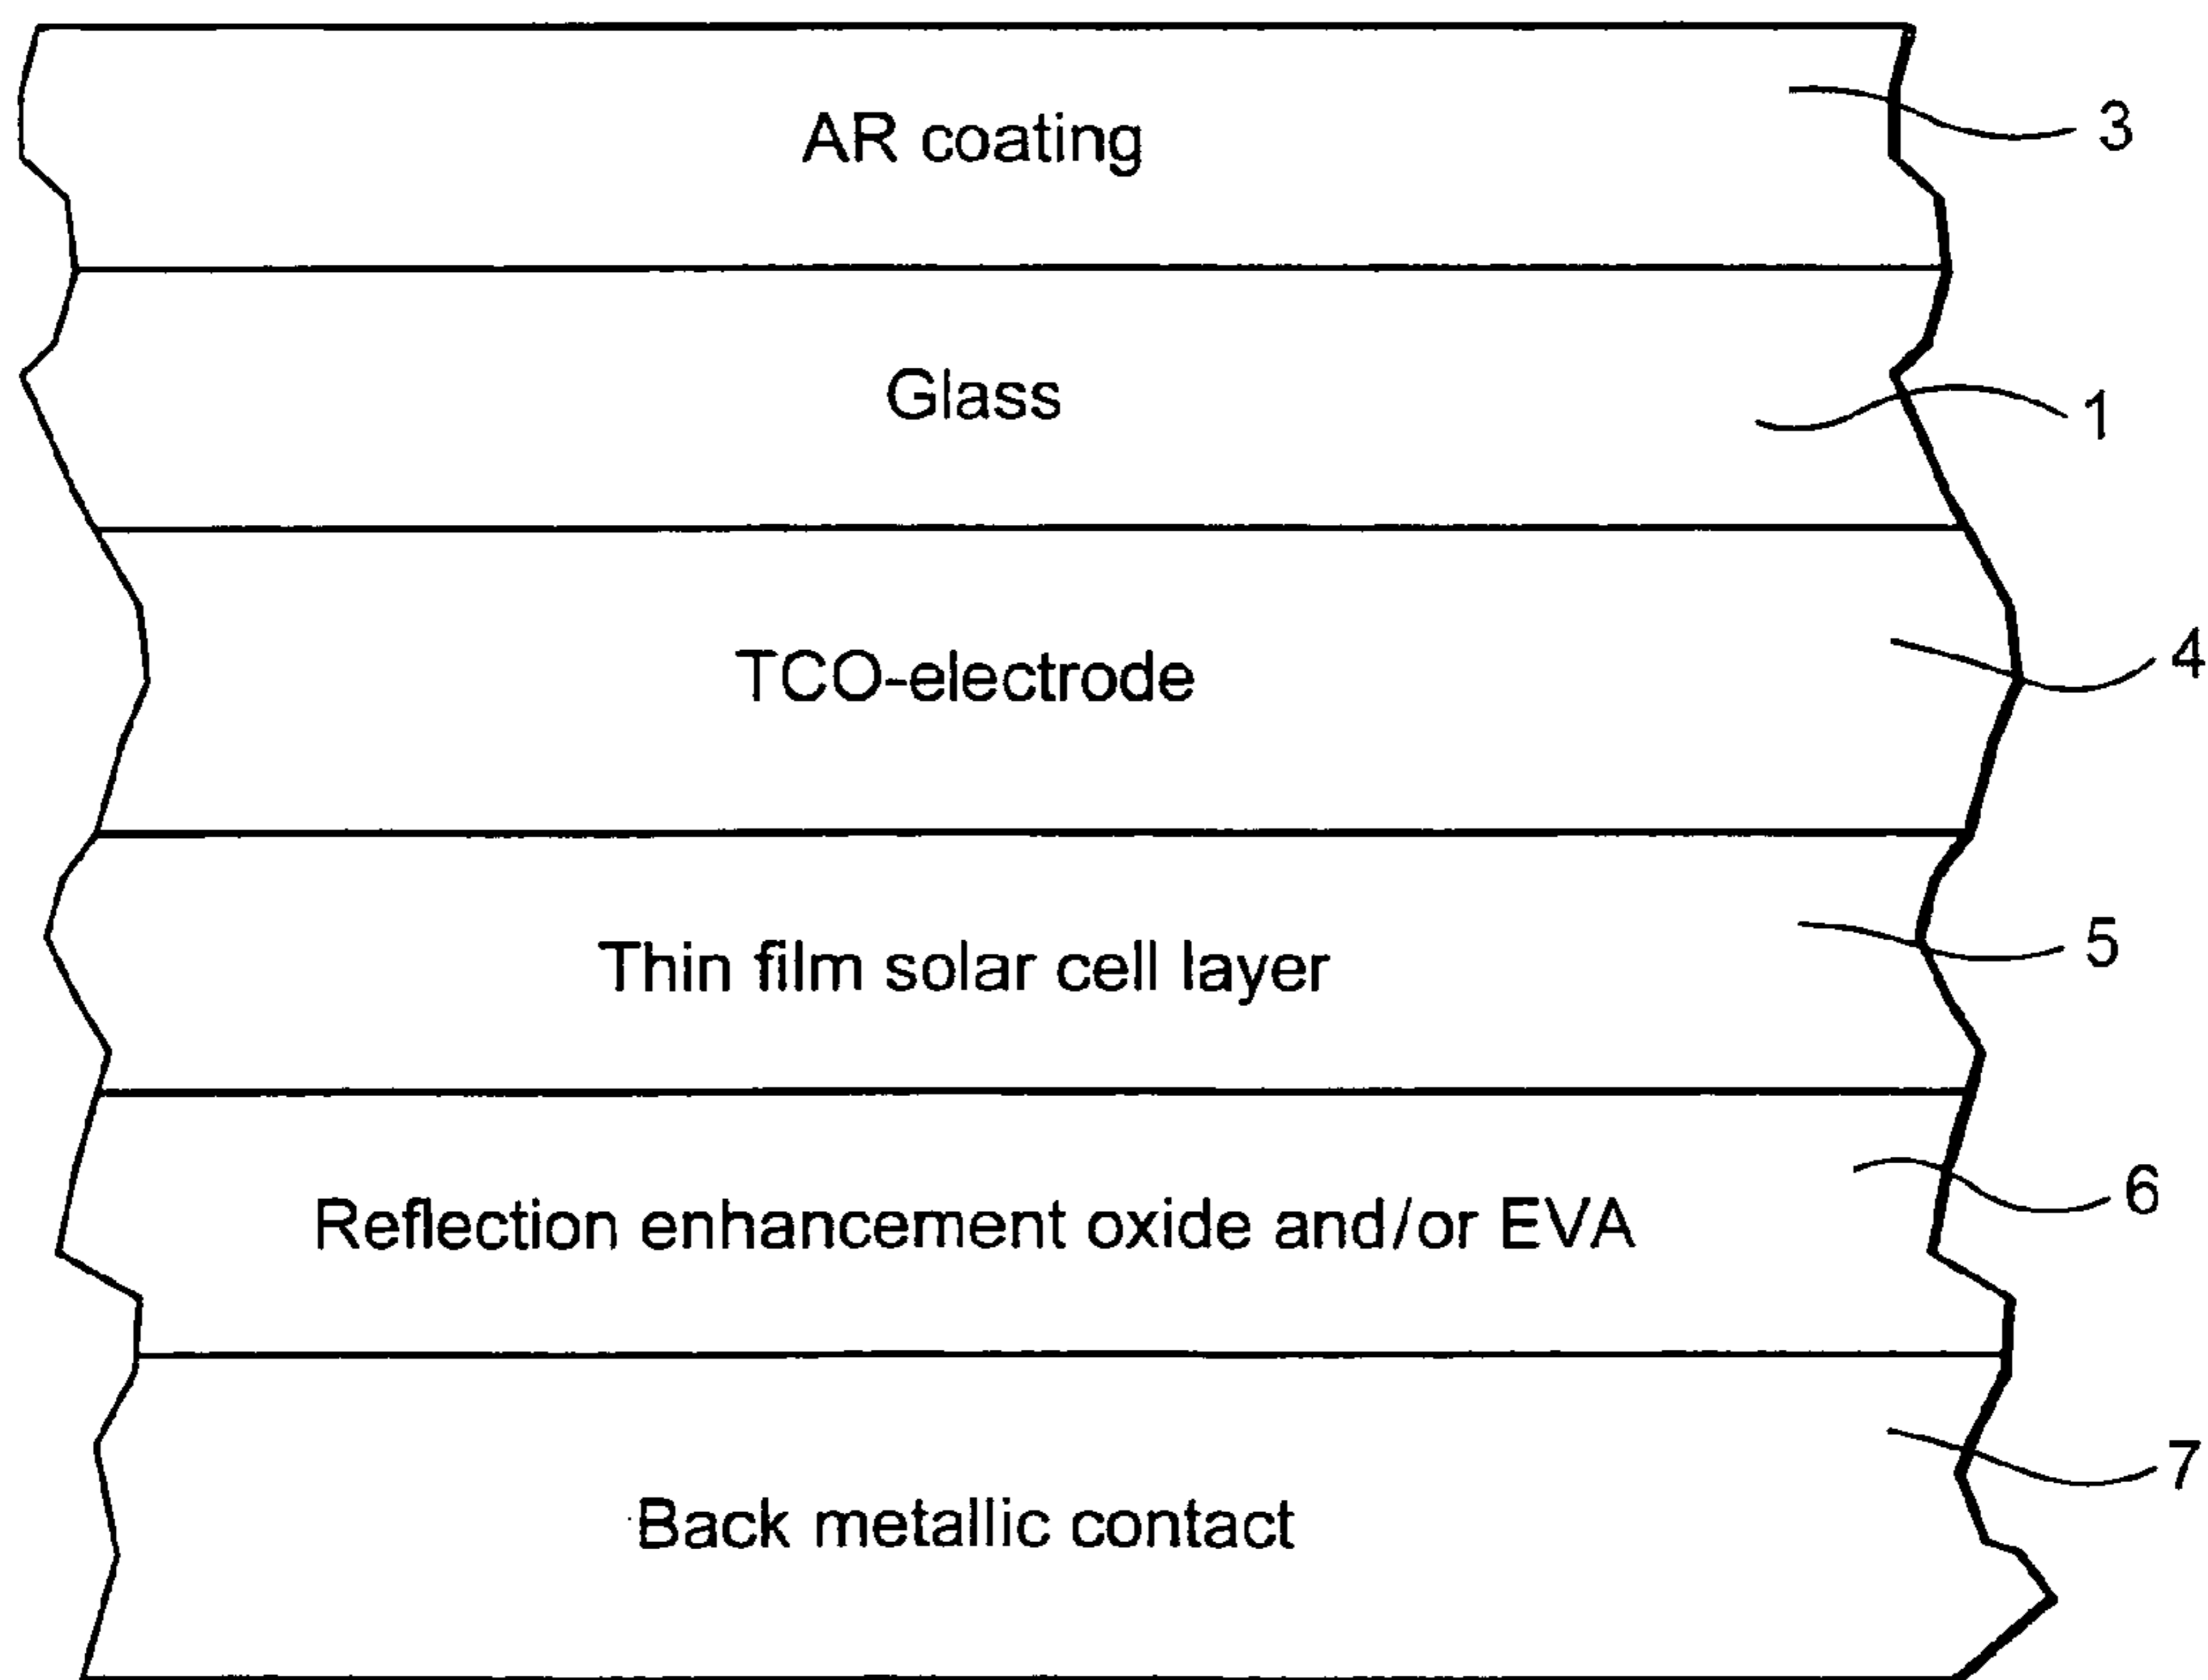 AR coating
3
Glass
1
TCO-electrode
4
Thin film solar cell layer
5
Reflection enhancement oxide and/or EVA
6
Back metallic contact
7